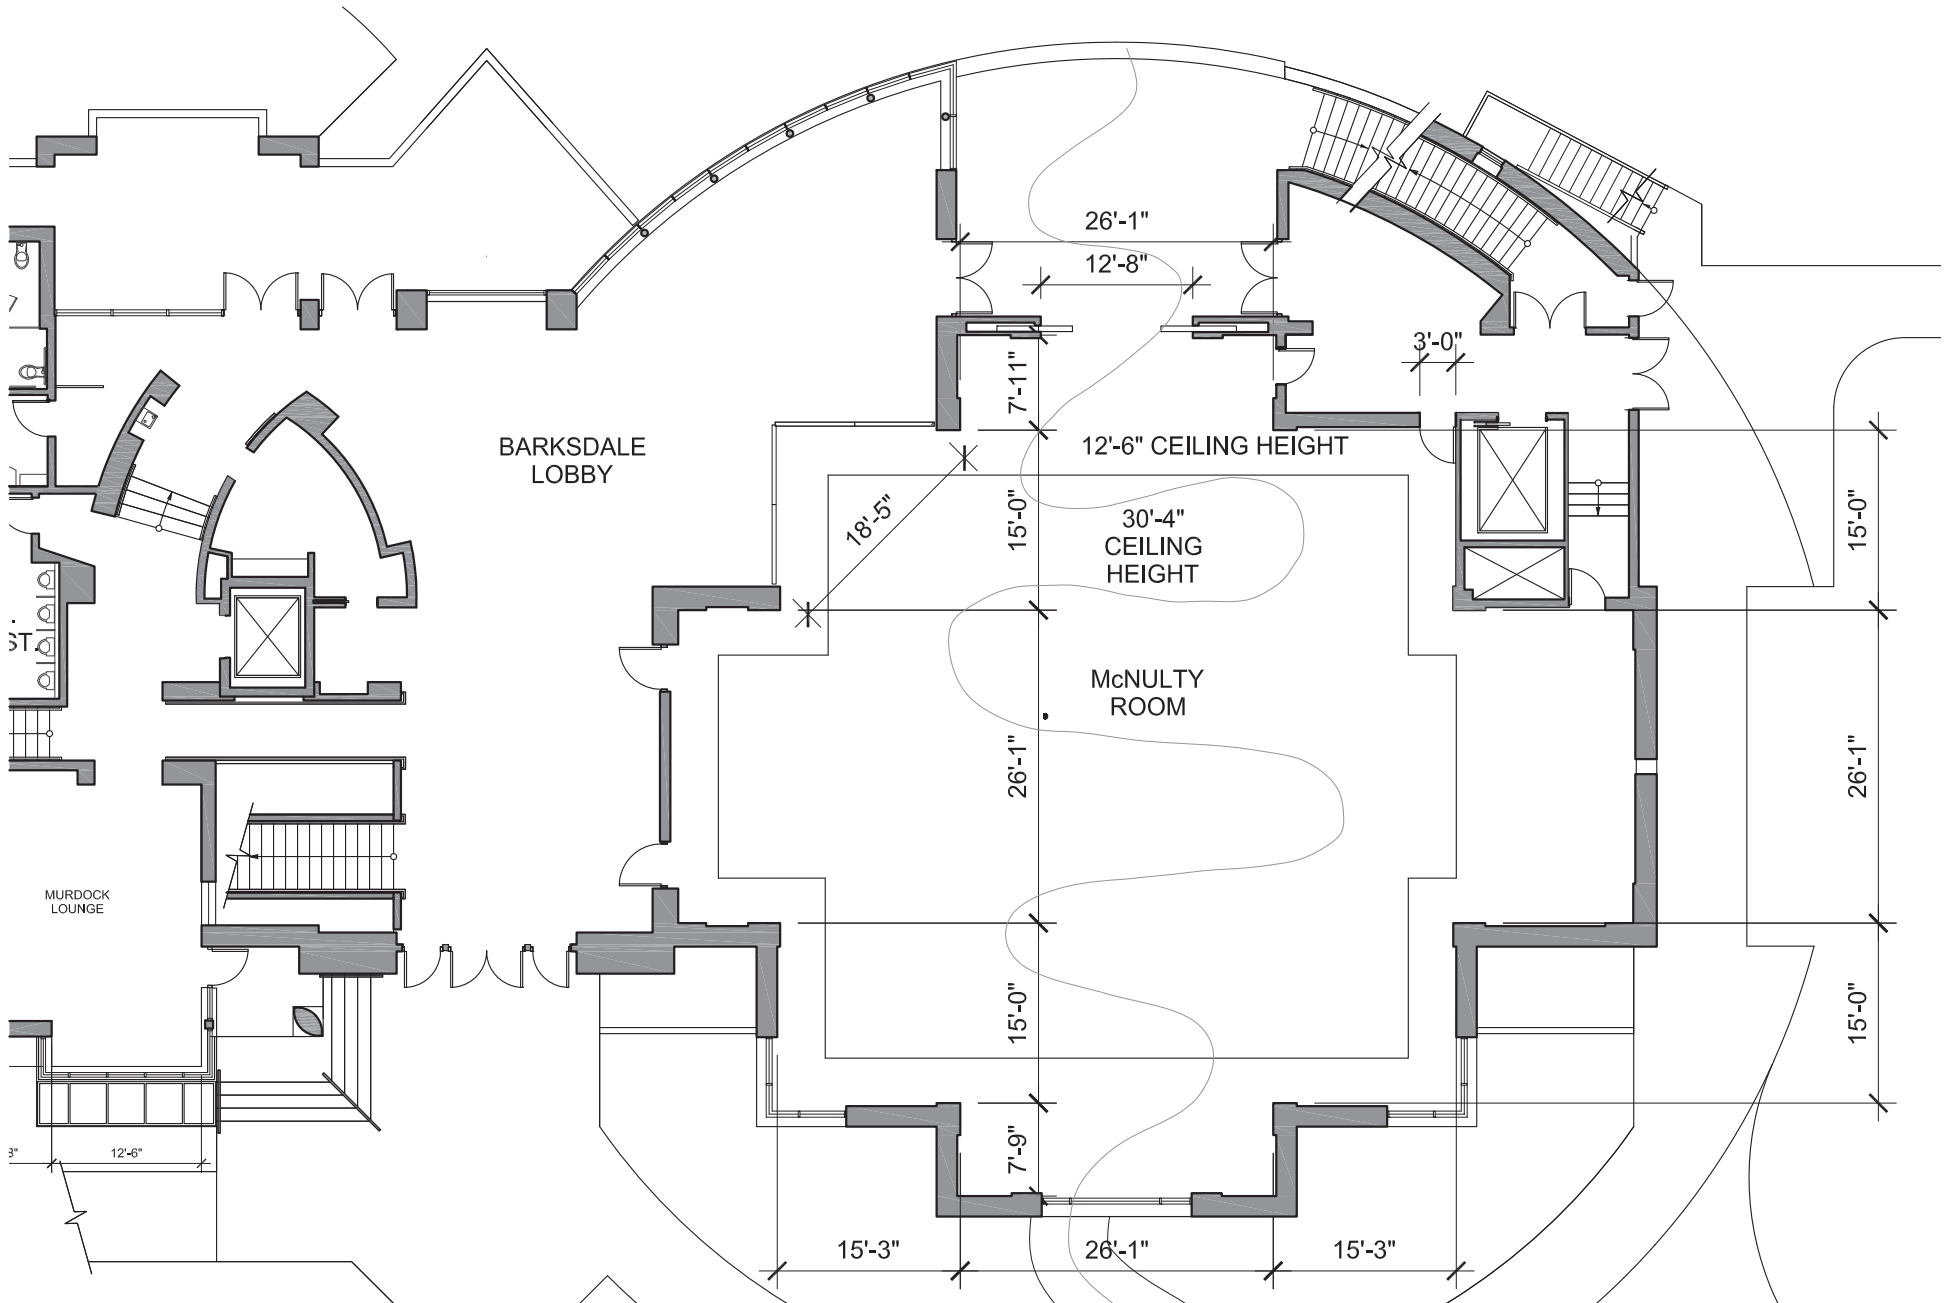 26'-1"
12'-8"
3'-0"
7'-11"
BARKSDALE
LOBBY
12'-6" CEILING HEIGHT
18'-5"
15'-0"
30'-4"
CEILING
HEIGHT
15'-0"
ST.
McNULTY
ROOM
26'-1"
26'-1"
MURDOCK
LOUNGE
15'-0"
15'-0"
7'-9"
8"
12'-6"
15'-3"
26'-1"
15'-3"